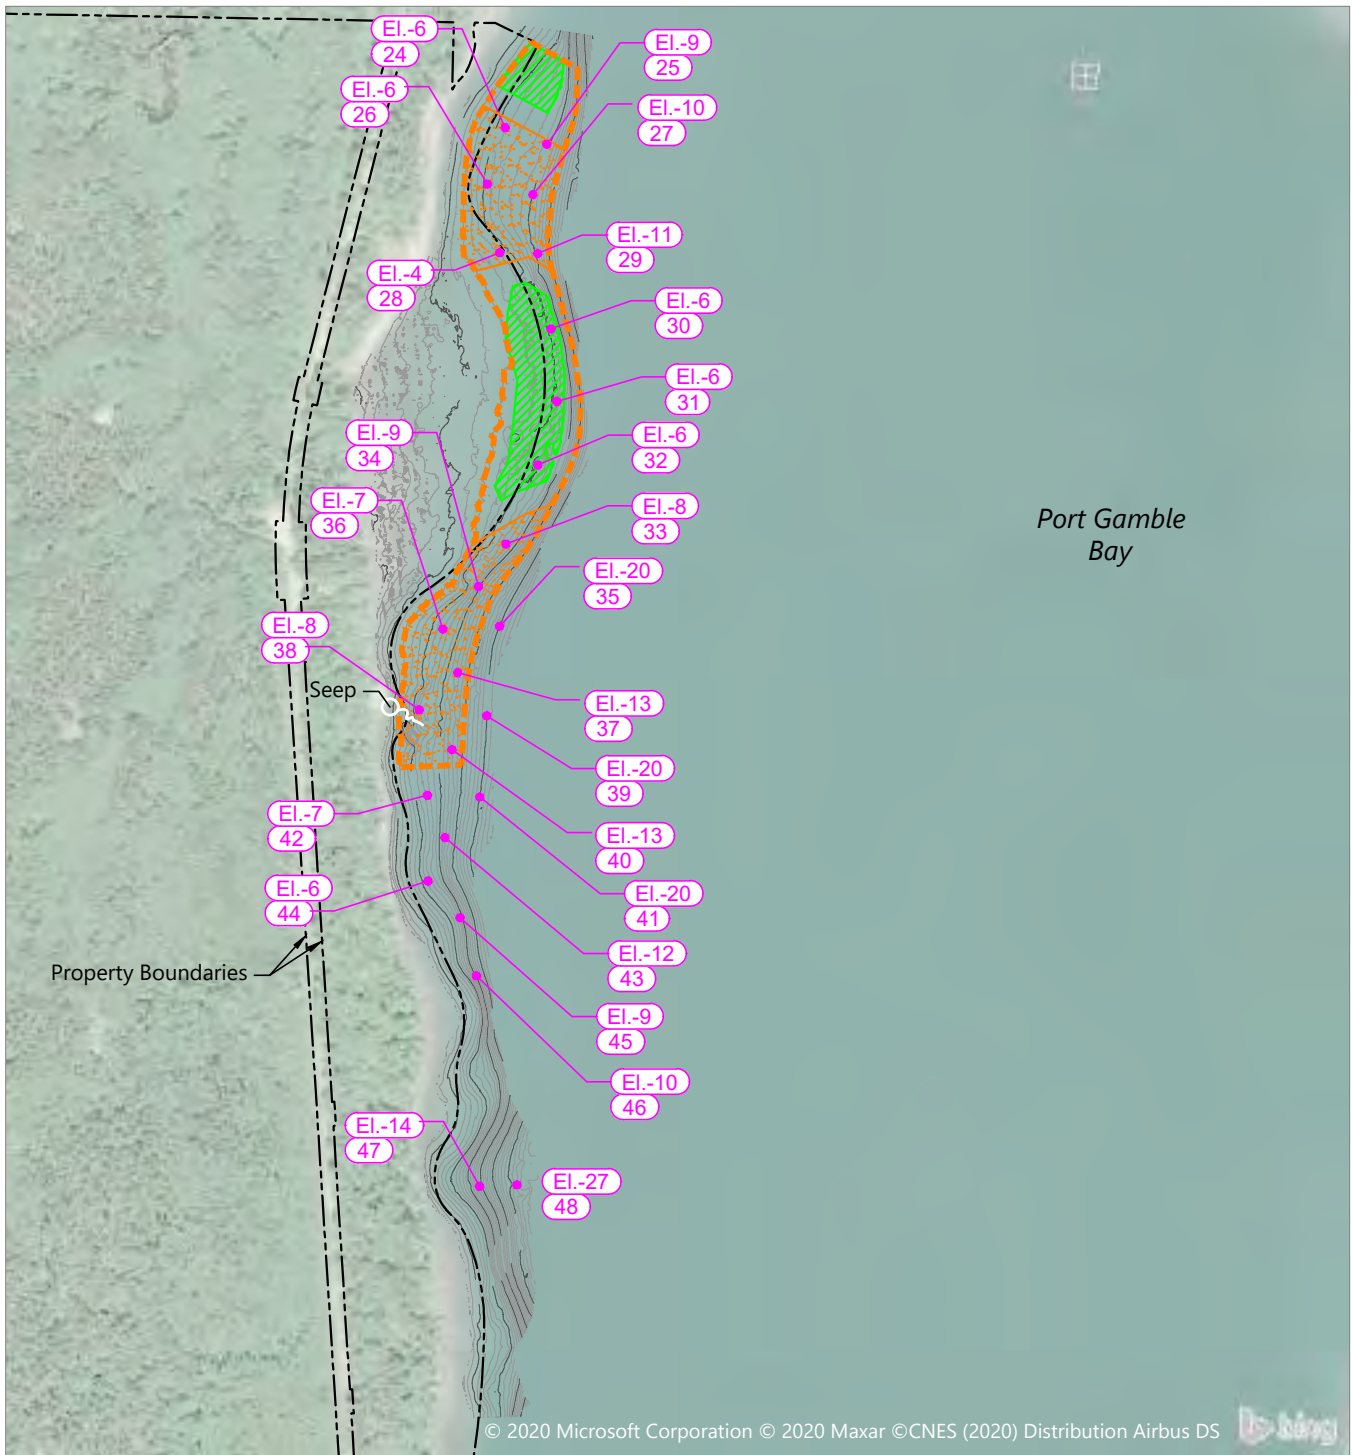 El.-6
24
El.-9
25
El.-6
26
El.-10
27
El.-11
29
El.-4
28
El.-6
30
El.-6
31
El.-9
34
El.-6
32
El.-7
36
El.-8
33
Port Gamble
Bay
El.-20
35
El.-8
38
Seep
El.-13
37
El.-20
39
El.-7
42
El.-13
40
El.-6
44
El.-20
41
El.-12
43
Property Boundaries
El.-9
45
El.-10
46
El.-14
47
El.-27
48
© 2020 Microsoft Corporation © 2020 Maxar ©CNES (2020) Distribution Airbus DS
bing